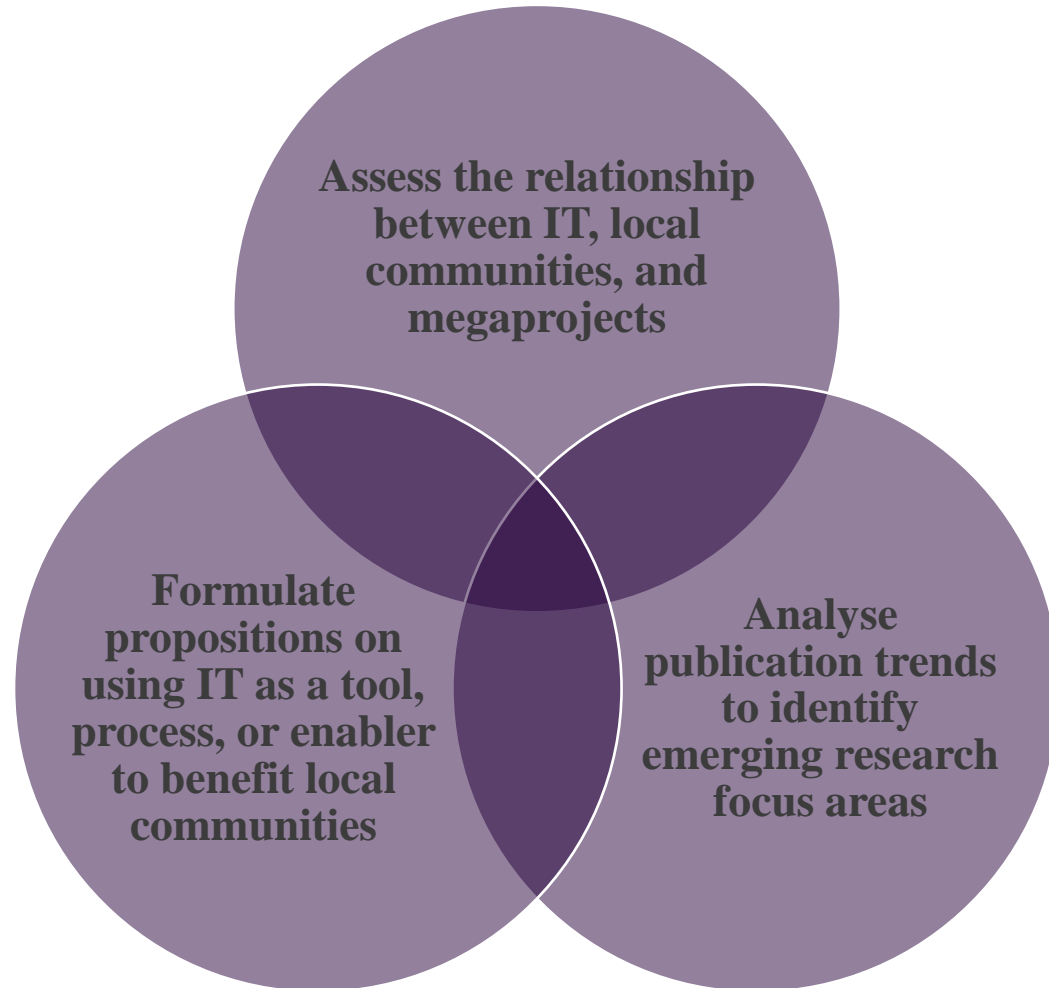 Assess the relationship
between IT, local
communities, and
megaprojects
Formulate
propositions on
using IT as a tool,
process, or enabler
to benefit local
communities
Analyse
publication trends
to identify
emerging research
focus areas